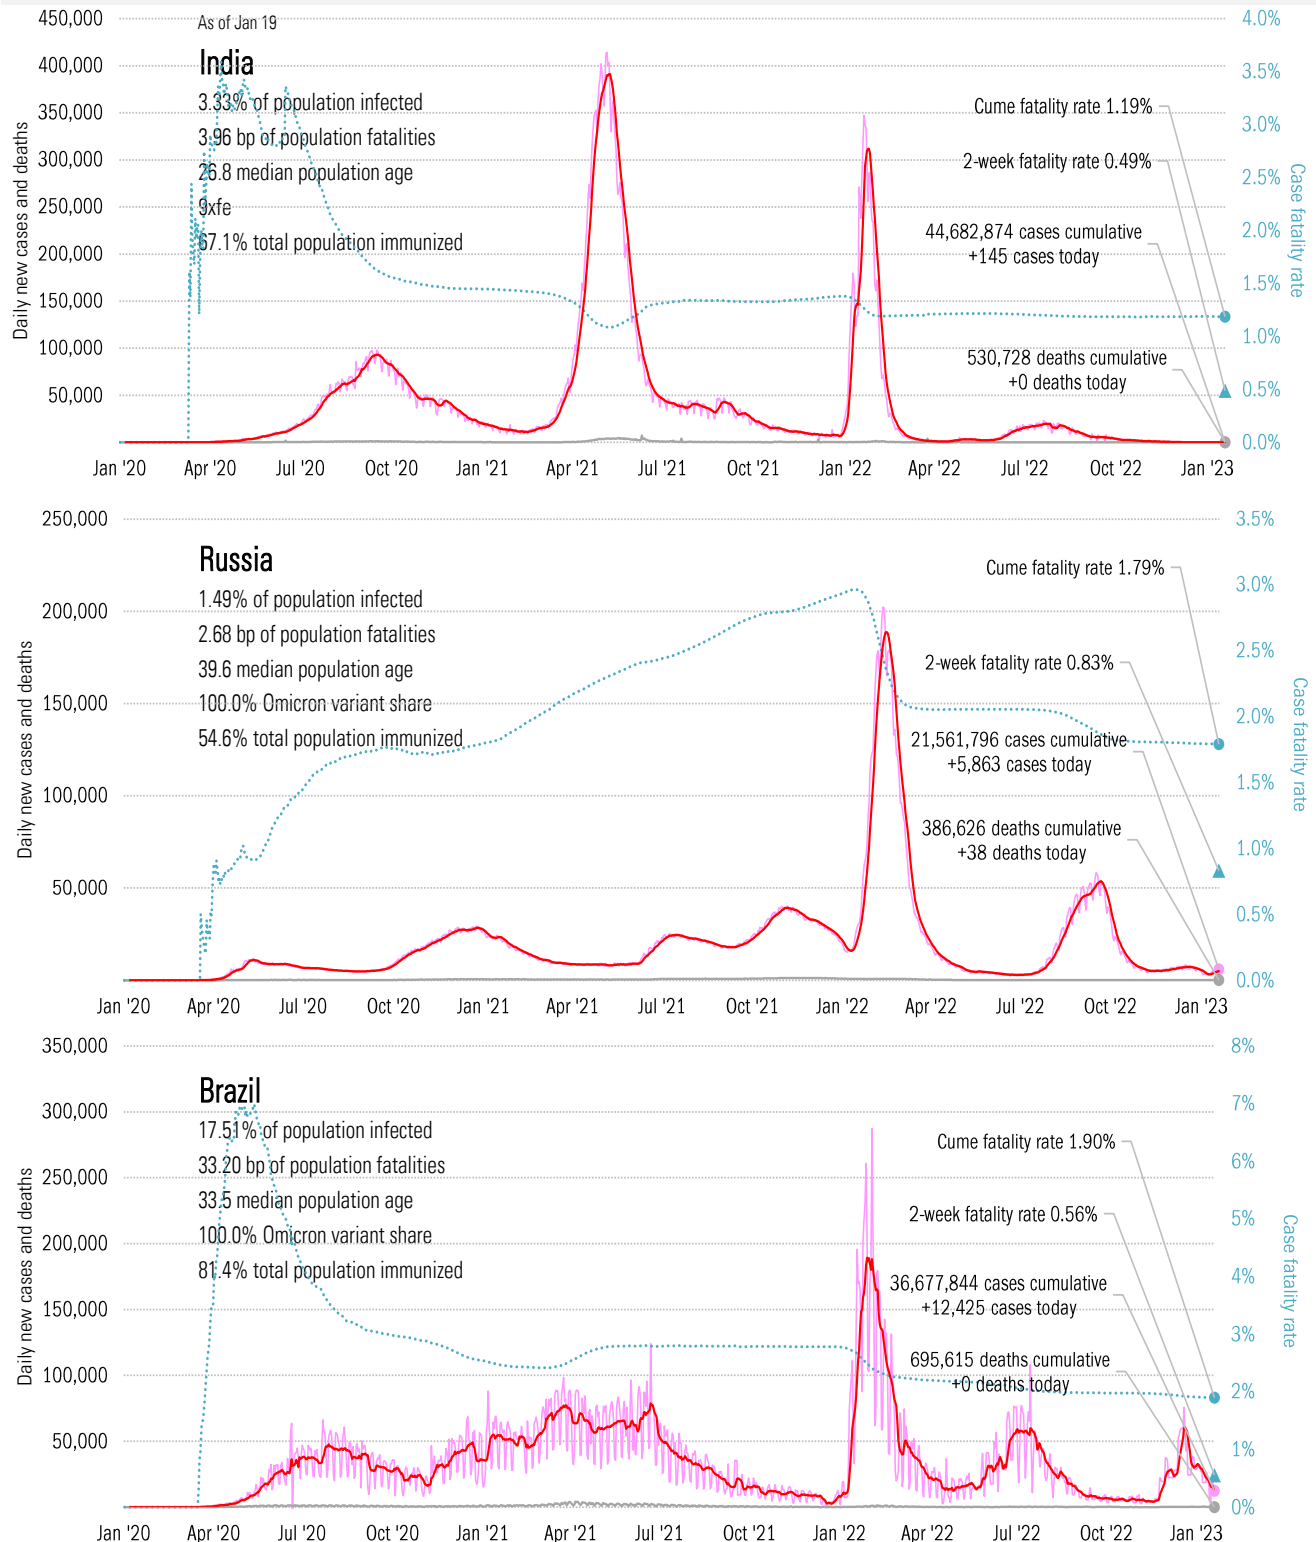 450,000
As of Jan 19
4.0%
India
400,000
3.5%
3.33% of population infected
Cume fatality rate 1.19%
350,000
3.0%
3.96 bp of population fatalities
300,000
2-week fatality rate 0.49%
26.8 median population age
2.5%
250,000
9xfe
2.0%
44,682,874 cases cumulative
67.1% total population immunized
200,000
+145 cases today
1.5%
150,000
1.0%
100,000
530,728 deaths cumulative
+0 deaths today
50,000
0.5%
0.0%
Daily new cases and deaths
Case fatality rate
Jan '20 Apr '20 Jul '20 Oct '20 Jan '21 Apr '21 Jul '21 Oct '21 Jan '22 Apr '22 Jul '22 Oct '22 Jan '23
250,000
3.5%
Russia
Cume fatality rate 1.79%
3.0%
1.49% of population infected
200,000
2.68 bp of population fatalities
2.5%
39.6 median population age
2-week fatality rate 0.83%
150,000
100.0% Omicron variant share
2.0%
54.6% total population immunized
21,561,796 cases cumulative
+5,863 cases today
1.5%
100,000
386,626 deaths cumulative
+38 deaths today
1.0%
50,000
0.5%
0.0%
Daily new cases and deaths
Case fatality rate
Jan '20 Apr '20 Jul '20 Oct '20 Jan '21 Apr '21 Jul '21 Oct '21 Jan '22 Apr '22 Jul '22 Oct '22 Jan '23
350,000
8%
Brazil
300,000
7%
17.51% of population infected
Cume fatality rate 1.90%
33.20 bp of population fatalities
6%
250,000
33.5 median population age
2-week fatality rate 0.56%
5%
100.0% Omicron variant share
200,000
81.4% total population immunized
4%
36,677,844 cases cumulative
+12,425 cases today
150,000
3%
695,615 deaths cumulative
+0 deaths today
100,000
2%
50,000
1%
0%
Daily new cases and deaths
Case fatality rate
Jan '20 Apr '20 Jul '20 Oct '20 Jan '21 Apr '21 Jul '21 Oct '21 Jan '22 Apr '22 Jul '22 Oct '22 Jan '23